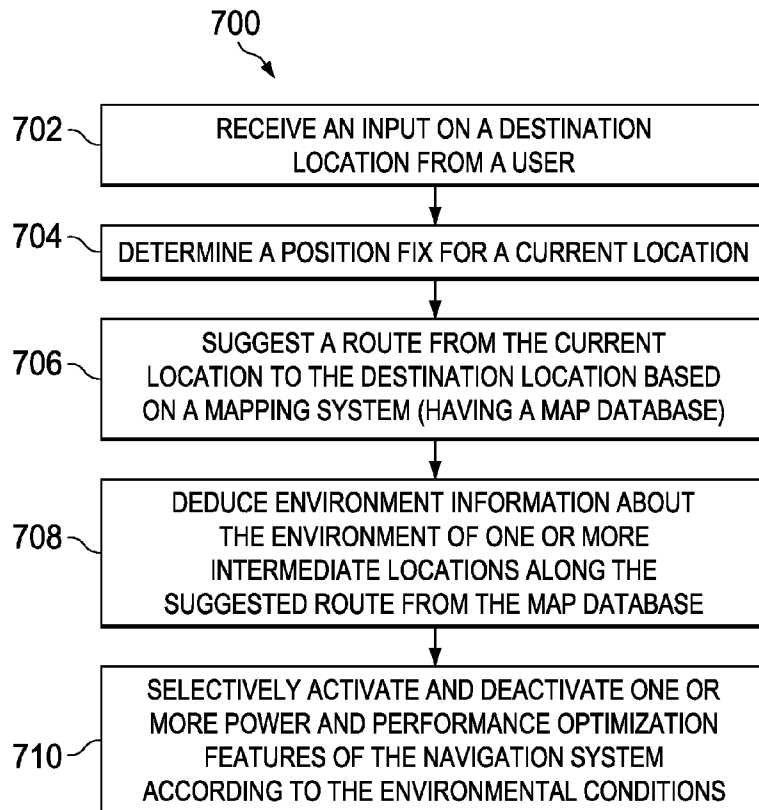 700
702
RECEIVE AN INPUT ON A DESTINATION
LOCATION FROM A USER
704
DETERMINE A POSITION FIX FOR A CURRENT LOCATION
706
SUGGEST A ROUTE FROM THE CURRENT
LOCATION TO THE DESTINATION LOCATION BASED
ON A MAPPING SYSTEM (HAVING A MAP DATABASE)
708
DEDUCE ENVIRONMENT INFORMATION ABOUT
THE ENVIRONMENT OF ONE OR MORE
INTERMEDIATE LOCATIONS ALONG THE
SUGGESTED ROUTE FROM THE MAP DATABASE
710
SELECTIVELY ACTIVATE AND DEACTIVATE ONE OR
MORE POWER AND PERFORMANCE OPTIMIZATION
FEATURES OF THE NAVIGATION SYSTEM
ACCORDING TO THE ENVIRONMENTAL CONDITIONS